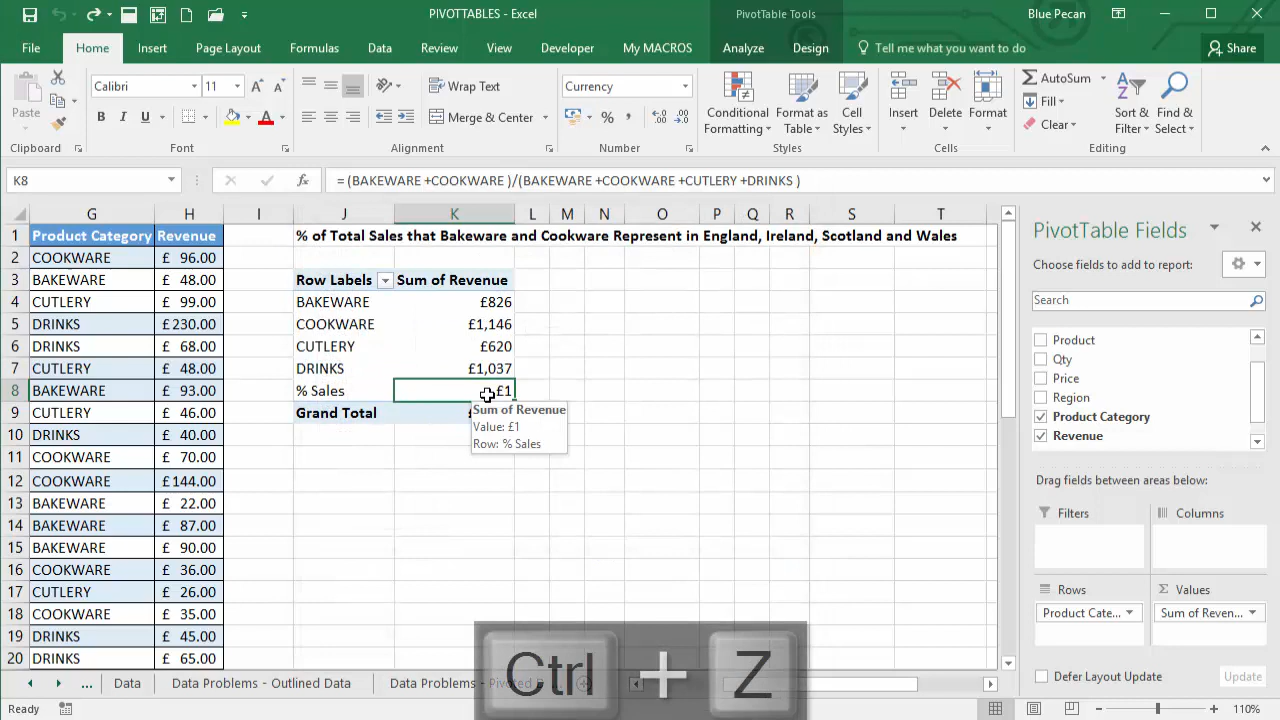 PIVOTTABLES - Excel
PivotTable Tools
Blue Pecan
File Home Insert Page Layout Formulas Data Review View Developer My MACROS Analyze Design Tell me what you want to do Share
Calibri 11 Wrap Text Currency AutoSum
Paste B I U A Merge & Center % Conditional Formatting Format as Table Cell Styles Insert Delete Format Fill Clear Sort & Filter Find & Select
Clipboard Font Alignment Number Styles Cells Editing
K8 fx = (BAKEWARE +COOKWARE )/(BAKEWARE +COOKWARE +CUTLERY +DRINKS )
G H I J K L M N O P Q R S T
1 Product Category Revenue % of Total Sales that Bakeware and Cookware Represent in England, Ireland, Scotland and Wales
2 COOKWARE £ 96.00
3 BAKEWARE £ 48.00 Row Labels Sum of Revenue
4 CUTLERY £ 99.00 BAKEWARE £826
5 DRINKS £230.00 COOKWARE £1,146
6 DRINKS £ 68.00 CUTLERY £620
7 CUTLERY £ 48.00 DRINKS £1,037
8 BAKEWARE £ 93.00 % Sales £1
9 CUTLERY £ 46.00 Grand Total
10 DRINKS £ 40.00
11 COOKWARE £ 70.00
12 COOKWARE £144.00
13 BAKEWARE £ 22.00
14 BAKEWARE £ 87.00
15 BAKEWARE £ 90.00
16 COOKWARE £ 36.00
17 CUTLERY £ 26.00
18 COOKWARE £ 35.00
19 DRINKS £ 45.00
20 DRINKS £ 65.00
Sum of Revenue
Value: £1
Row: % Sales
PivotTable Fields
Choose fields to add to report:
Search
Product
Qty
Price
Region
Product Category
Revenue
Drag fields between areas below:
Filters Columns
Rows Values
Product Cate... Sum of Reven...
Defer Layout Update Update
... Data Data Problems - Outlined Data Data Problems - Pivoted
Ctrl + Z
Ready 110%